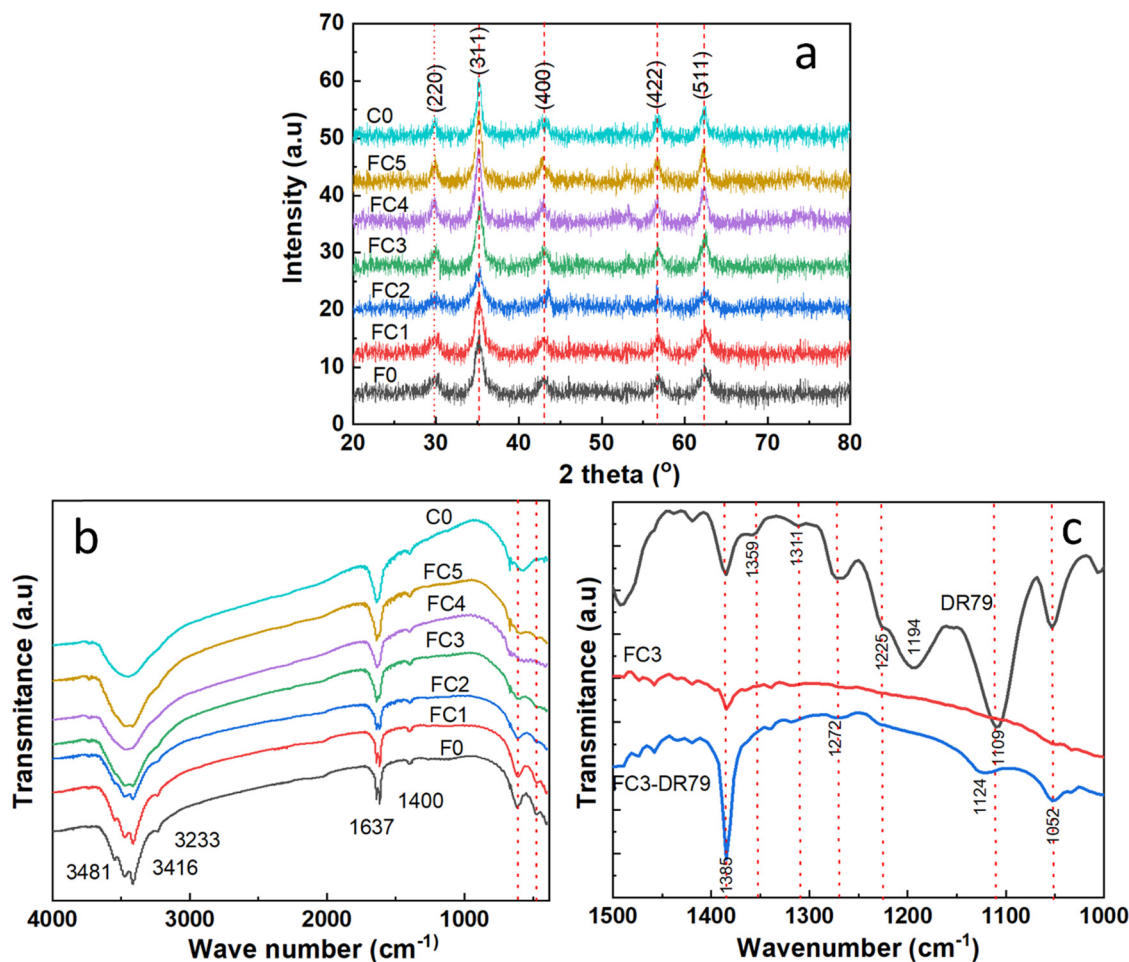 a
70
60
50
40
30
20
10
0
Intensity (a.u)
(220)
(311)
(400)
(422)
(511)
C0
FC5
FC4
FC3
FC2
FC1
F0
20 30 40 50 60 70 80
2 theta (°)
b
Transmitance (a.u)
C0
FC5
FC4
FC3
FC2
FC1
F0
1400
1637
3233
3416
3481
4000 3000 2000 1000
Wave number (cm-1)
c
Transmitance (a.u)
1359
1311
DR79
1225
1194
FC3
1272
1109
FC3-DR79
1124
1052
1385
1500 1400 1300 1200 1100 1000
Wavenumber (cm-1)